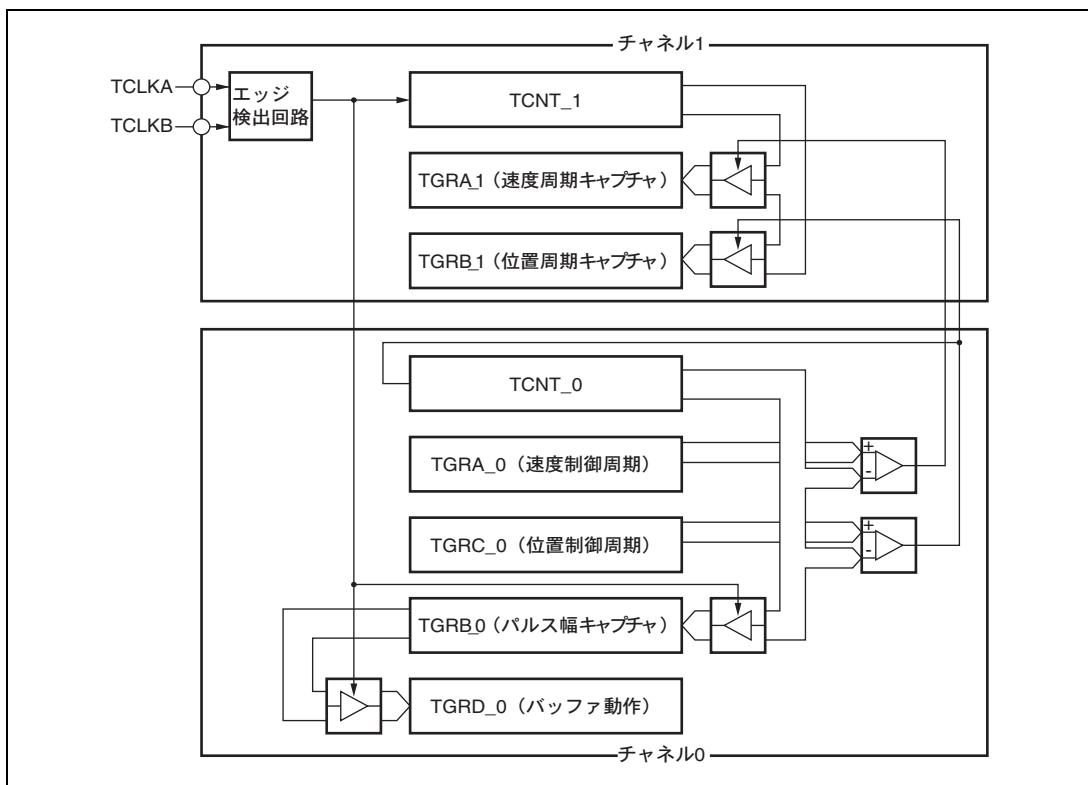 チャネル1
TCLKA
TCLKB
エッジ
検出回路
TCNT_1
TGRA_1（速度周期キャプチャ）
TGRB_1（位置周期キャプチャ）
TCNT_0
TGRA_0（速度制御周期）
+
-
TGRC_0（位置制御周期）
+
-
TGRB_0（パルス幅キャプチャ）
TGRD_0（バッファ動作）
チャネル0